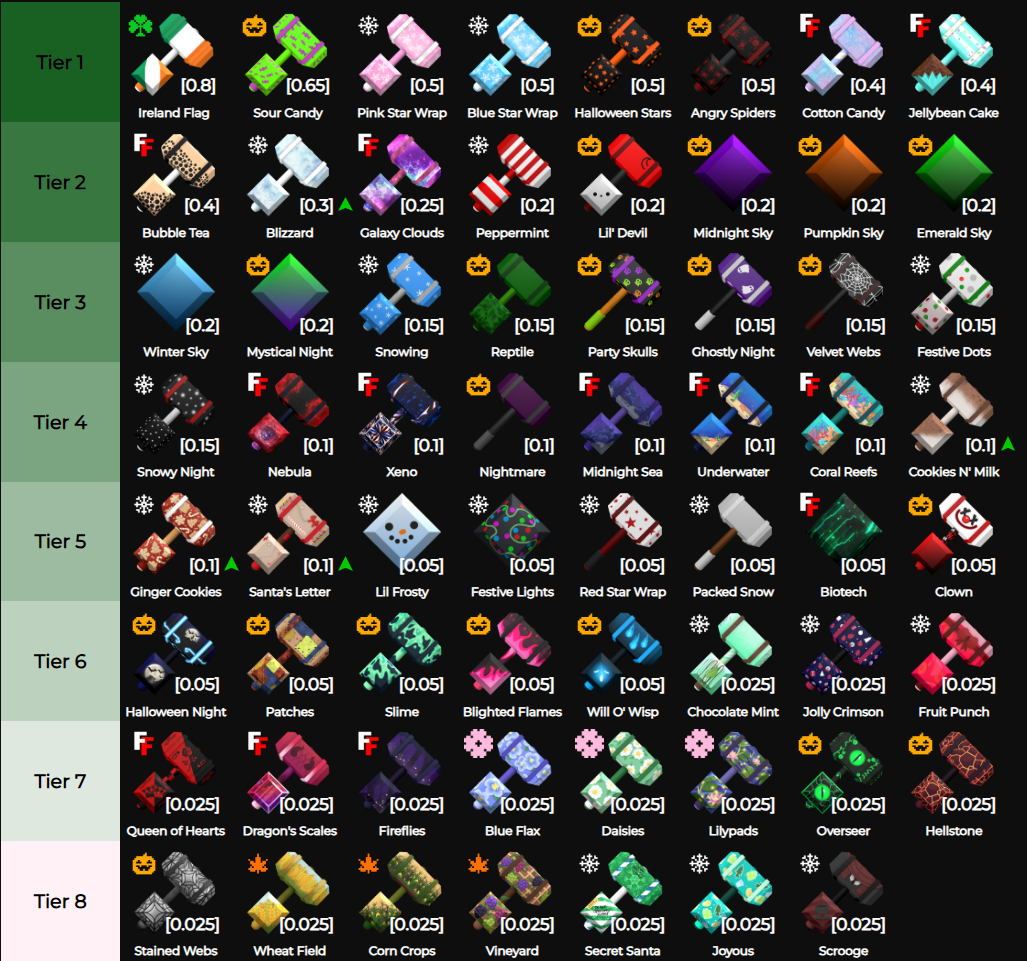 Tier 1
[0.8] [0.65] [0.5] [0.5] [0.5] [0.5] FF [0.4] FF [0.4]
Ireland Flag Sour Candy Pink Star Wrap Blue Star Wrap Halloween Stars Angry Spiders Cotton Candy Jellybean Cake
Tier 2
FF [0.4] [0.3] FF [0.25] [0.2] [0.2] [0.2] [0.2] [0.2]
Bubble Tea Blizzard Galaxy Clouds Peppermint Lil' Devil Midnight Sky Pumpkin Sky Emerald Sky
Tier 3
[0.2] [0.2] [0.15] [0.15] [0.15] [0.15] [0.15] [0.15]
Winter Sky Mystical Night Snowing Reptile Party Skulls Ghostly Night Velvet Webs Festive Dots
Tier 4
[0.15] FF [0.1] FF [0.1] [0.1] FF [0.1] FF [0.1] FF [0.1] [0.1]
Snowy Night Nebula Xeno Nightmare Midnight Sea Underwater Coral Reefs Cookies N' Milk
Tier 5
[0.1] [0.1] [0.05] [0.05] [0.05] [0.05] FF [0.05] [0.05]
Ginger Cookies Santa's Letter Lil Frosty Festive Lights Red Star Wrap Packed Snow Biotech Clown
Tier 6
[0.05] [0.05] [0.05] [0.05] [0.05] [0.025] [0.025] [0.025]
Halloween Night Patches Slime Blighted Flames Will O' Wisp Chocolate Mint Jolly Crimson Fruit Punch
Tier 7
FF [0.025] FF [0.025] FF [0.025] [0.025] [0.025] [0.025] [0.025] [0.025]
Queen of Hearts Dragon's Scales Fireflies Blue Flax Daisies Lilypads Overseer Hellstone
Tier 8
[0.025] [0.025] [0.025] [0.025] [0.025] [0.025] [0.025]
Stained Webs Wheat Field Corn Crops Vineyard Secret Santa Joyous Scrooge